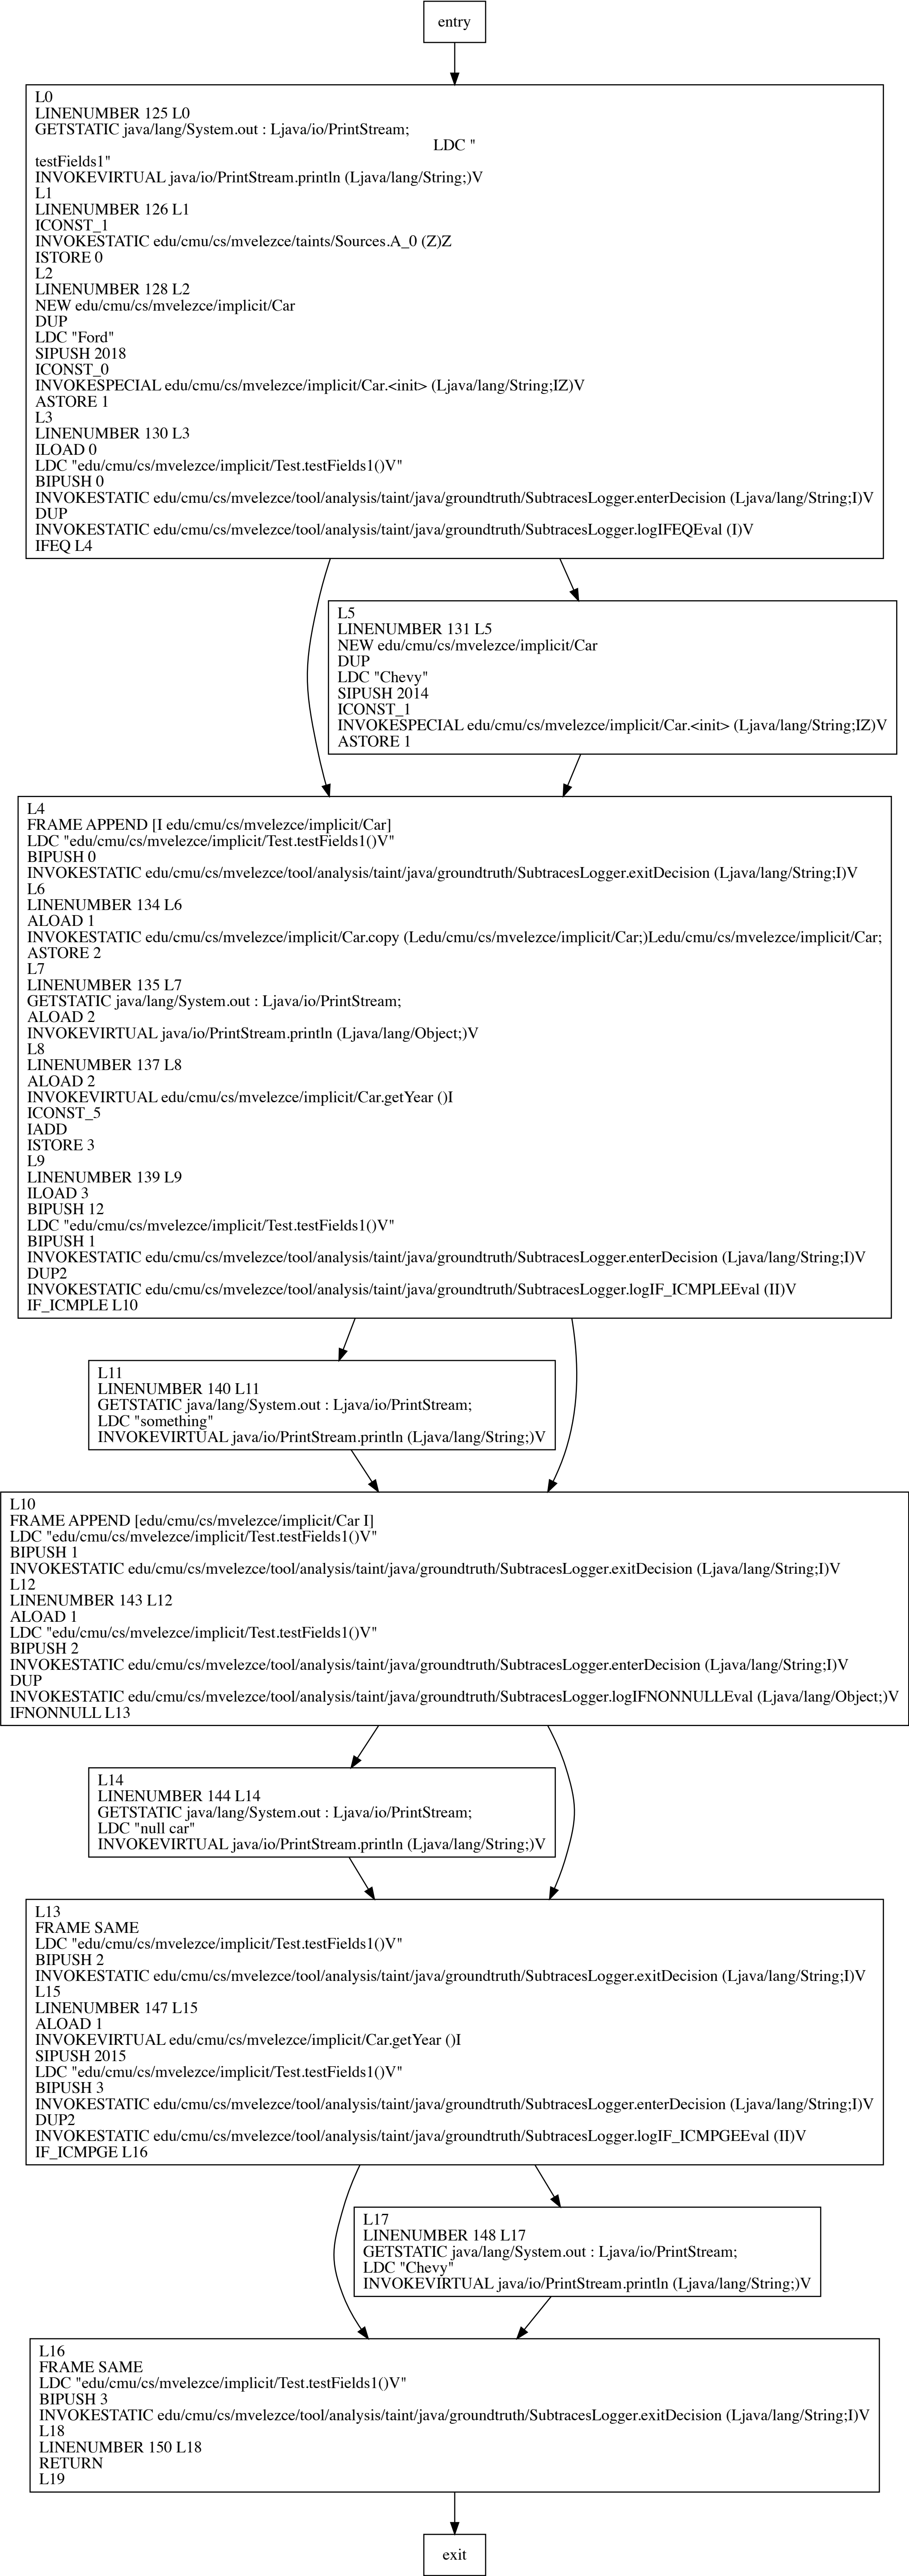 entry
L0
LINENUMBER 125 L0
GETSTATIC java/lang/System.out : Ljava/io/PrintStream;
LDC "
testFields1"
INVOKEVIRTUAL java/io/PrintStream.println (Ljava/lang/String;)V
L1
LINENUMBER 126 L1
ICONST_1
INVOKESTATIC edu/cmu/cs/mvelezce/taints/Sources.A_0 (Z)Z
ISTORE 0
L2
LINENUMBER 128 L2
NEW edu/cmu/cs/mvelezce/implicit/Car
DUP
LDC "Ford"
SIPUSH 2018
ICONST_0
INVOKESPECIAL edu/cmu/cs/mvelezce/implicit/Car.<init> (Ljava/lang/String;IZ)V
ASTORE 1
L3
LINENUMBER 130 L3
ILOAD 0
LDC "edu/cmu/cs/mvelezce/implicit/Test.testFields1()V"
BIPUSH 0
INVOKESTATIC edu/cmu/cs/mvelezce/tool/analysis/taint/java/groundtruth/SubtracesLogger.enterDecision (Ljava/lang/String;I)V
DUP
INVOKESTATIC edu/cmu/cs/mvelezce/tool/analysis/taint/java/groundtruth/SubtracesLogger.logIFEQEval (I)V
IFEQ L4
L5
LINENUMBER 131 L5
NEW edu/cmu/cs/mvelezce/implicit/Car
DUP
LDC "Chevy"
SIPUSH 2014
ICONST_1
INVOKESPECIAL edu/cmu/cs/mvelezce/implicit/Car.<init> (Ljava/lang/String;IZ)V
ASTORE 1
L4
FRAME APPEND [I edu/cmu/cs/mvelezce/implicit/Car]
LDC "edu/cmu/cs/mvelezce/implicit/Test.testFields1()V"
BIPUSH 0
INVOKESTATIC edu/cmu/cs/mvelezce/tool/analysis/taint/java/groundtruth/SubtracesLogger.exitDecision (Ljava/lang/String;I)V
L6
LINENUMBER 134 L6
ALOAD 1
INVOKESTATIC edu/cmu/cs/mvelezce/implicit/Car.copy (Ledu/cmu/cs/mvelezce/implicit/Car;)Ledu/cmu/cs/mvelezce/implicit/Car;
ASTORE 2
L7
LINENUMBER 135 L7
GETSTATIC java/lang/System.out : Ljava/io/PrintStream;
ALOAD 2
INVOKEVIRTUAL java/io/PrintStream.println (Ljava/lang/Object;)V
L8
LINENUMBER 137 L8
ALOAD 2
INVOKEVIRTUAL edu/cmu/cs/mvelezce/implicit/Car.getYear ()I
ICONST_5
IADD
ISTORE 3
L9
LINENUMBER 139 L9
ILOAD 3
BIPUSH 12
LDC "edu/cmu/cs/mvelezce/implicit/Test.testFields1()V"
BIPUSH 1
INVOKESTATIC edu/cmu/cs/mvelezce/tool/analysis/taint/java/groundtruth/SubtracesLogger.enterDecision (Ljava/lang/String;I)V
DUP2
INVOKESTATIC edu/cmu/cs/mvelezce/tool/analysis/taint/java/groundtruth/SubtracesLogger.logIF_ICMPLEEval (II)V
IF_ICMPLE L10
L11
LINENUMBER 140 L11
GETSTATIC java/lang/System.out : Ljava/io/PrintStream;
LDC "something"
INVOKEVIRTUAL java/io/PrintStream.println (Ljava/lang/String;)V
L10
FRAME APPEND [edu/cmu/cs/mvelezce/implicit/Car I]
LDC "edu/cmu/cs/mvelezce/implicit/Test.testFields1()V"
BIPUSH 1
INVOKESTATIC edu/cmu/cs/mvelezce/tool/analysis/taint/java/groundtruth/SubtracesLogger.exitDecision (Ljava/lang/String;I)V
L12
LINENUMBER 143 L12
ALOAD 1
LDC "edu/cmu/cs/mvelezce/implicit/Test.testFields1()V"
BIPUSH 2
INVOKESTATIC edu/cmu/cs/mvelezce/tool/analysis/taint/java/groundtruth/SubtracesLogger.enterDecision (Ljava/lang/String;I)V
DUP
INVOKESTATIC edu/cmu/cs/mvelezce/tool/analysis/taint/java/groundtruth/SubtracesLogger.logIFNONNULLEval (Ljava/lang/Object;)V
IFNONNULL L13
L14
LINENUMBER 144 L14
GETSTATIC java/lang/System.out : Ljava/io/PrintStream;
LDC "null car"
INVOKEVIRTUAL java/io/PrintStream.println (Ljava/lang/String;)V
L13
FRAME SAME
LDC "edu/cmu/cs/mvelezce/implicit/Test.testFields1()V"
BIPUSH 2
INVOKESTATIC edu/cmu/cs/mvelezce/tool/analysis/taint/java/groundtruth/SubtracesLogger.exitDecision (Ljava/lang/String;I)V
L15
LINENUMBER 147 L15
ALOAD 1
INVOKEVIRTUAL edu/cmu/cs/mvelezce/implicit/Car.getYear ()I
SIPUSH 2015
LDC "edu/cmu/cs/mvelezce/implicit/Test.testFields1()V"
BIPUSH 3
INVOKESTATIC edu/cmu/cs/mvelezce/tool/analysis/taint/java/groundtruth/SubtracesLogger.enterDecision (Ljava/lang/String;I)V
DUP2
INVOKESTATIC edu/cmu/cs/mvelezce/tool/analysis/taint/java/groundtruth/SubtracesLogger.logIF_ICMPGEEval (II)V
IF_ICMPGE L16
L17
LINENUMBER 148 L17
GETSTATIC java/lang/System.out : Ljava/io/PrintStream;
LDC "Chevy"
INVOKEVIRTUAL java/io/PrintStream.println (Ljava/lang/String;)V
L16
FRAME SAME
LDC "edu/cmu/cs/mvelezce/implicit/Test.testFields1()V"
BIPUSH 3
INVOKESTATIC edu/cmu/cs/mvelezce/tool/analysis/taint/java/groundtruth/SubtracesLogger.exitDecision (Ljava/lang/String;I)V
L18
LINENUMBER 150 L18
RETURN
L19
exit